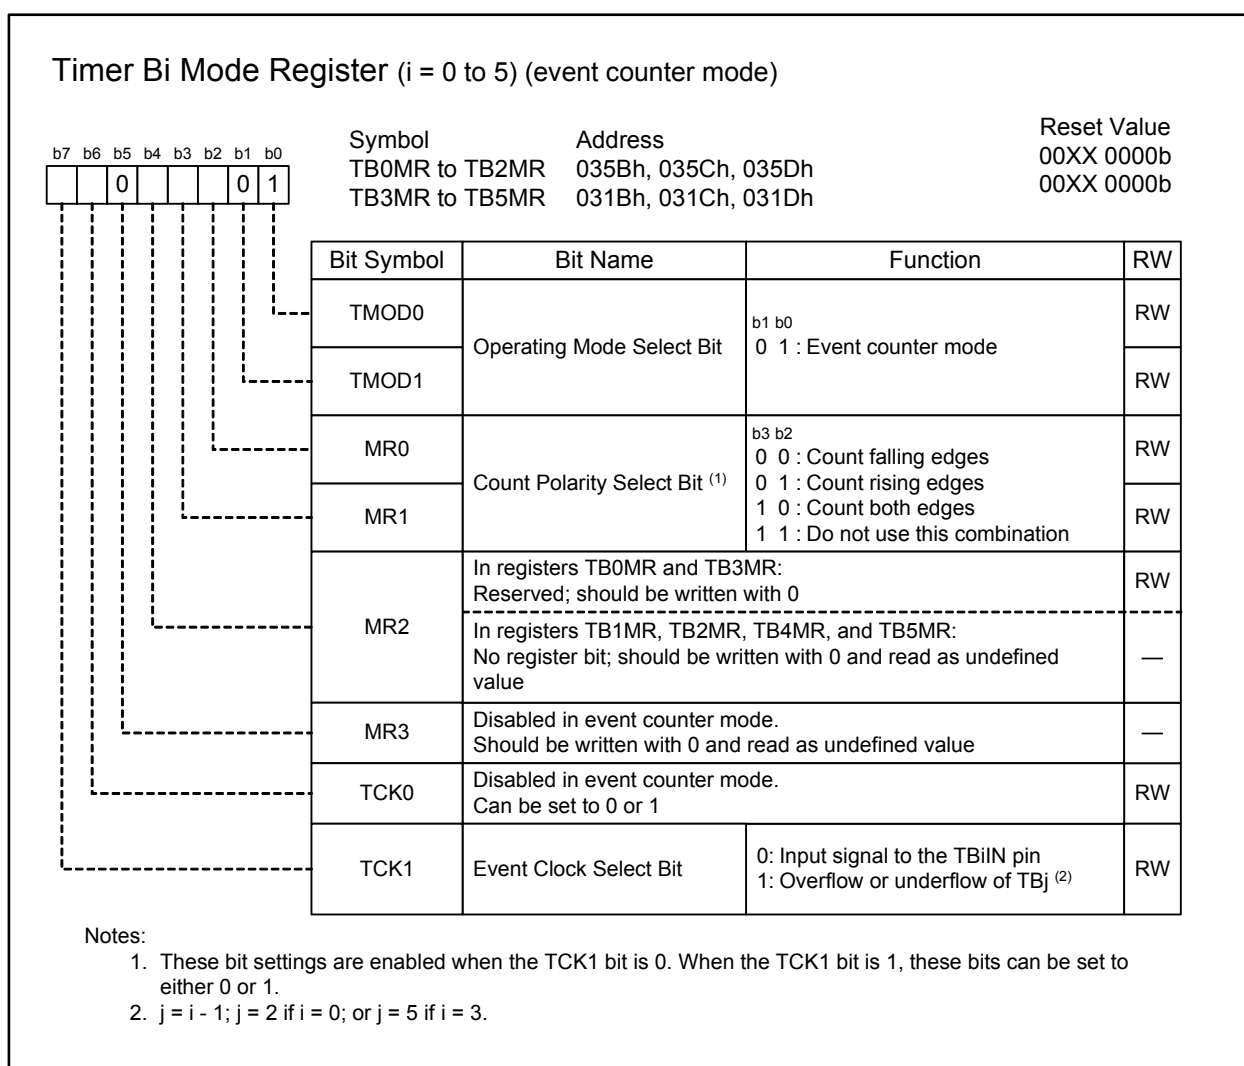 Timer Bi Mode Register (i = 0 to 5) (event counter mode)
b7 b6 b5 b4 b3 b2 b1 b0
0 0 1
Symbol Address Reset Value
TB0MR to TB2MR 035Bh, 035Ch, 035Dh 00XX 0000b
TB3MR to TB5MR 031Bh, 031Ch, 031Dh 00XX 0000b
Bit Symbol Bit Name Function RW
TMOD0 RW
Operating Mode Select Bit
b1 b0
0 1 : Event counter mode
TMOD1 RW
MR0 RW
Count Polarity Select Bit (1)
b3 b2
0 0 : Count falling edges
0 1 : Count rising edges
1 0 : Count both edges
1 1 : Do not use this combination
MR1 RW
MR2
In registers TB0MR and TB3MR:
Reserved; should be written with 0
RW
In registers TB1MR, TB2MR, TB4MR, and TB5MR:
No register bit; should be written with 0 and read as undefined
value
—
MR3
Disabled in event counter mode.
Should be written with 0 and read as undefined value
—
TCK0
Disabled in event counter mode.
Can be set to 0 or 1
RW
TCK1
Event Clock Select Bit
0: Input signal to the TBiIN pin
1: Overflow or underflow of TBj (2)
RW
Notes:
1. These bit settings are enabled when the TCK1 bit is 0. When the TCK1 bit is 1, these bits can be set to
either 0 or 1.
2. j = i - 1; j = 2 if i = 0; or j = 5 if i = 3.